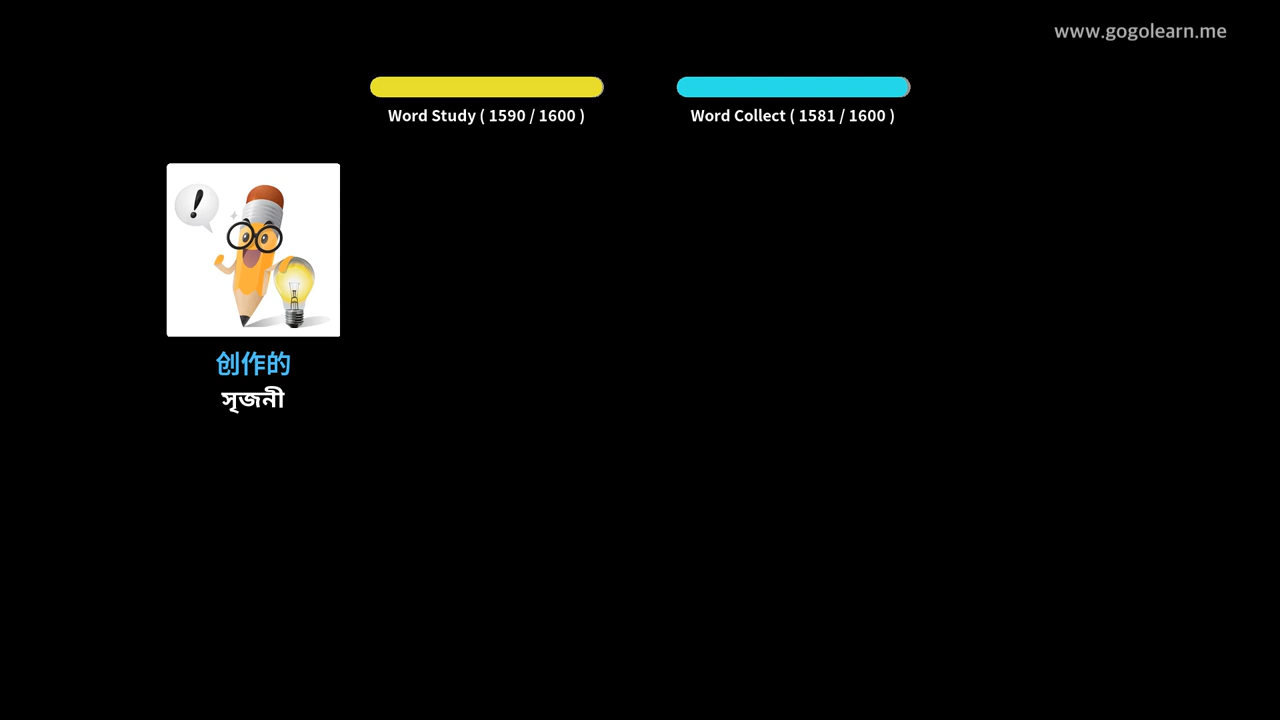 www.gogolearn.me
Word Study ( 1590 / 1600 )
Word Collect ( 1581 / 1600 )
!
创作的
সৃজনী